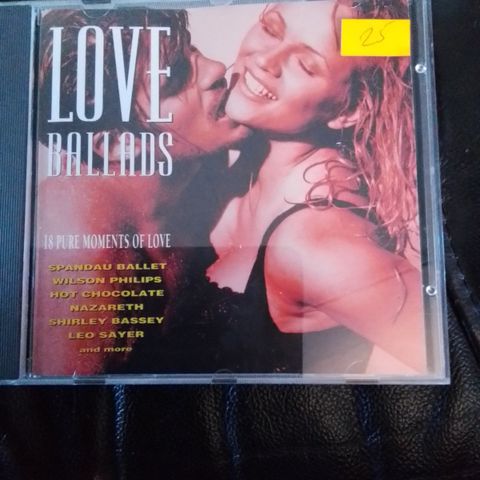 25
LOVE
BALLADS
18 PURE MOMENTS OF LOVE
SPANDAU BALLET
WILSON PHILIPS
HOT CHOCOLATE
NAZARETH
SHIRLEY BASSEY
LEO SAYER
and more